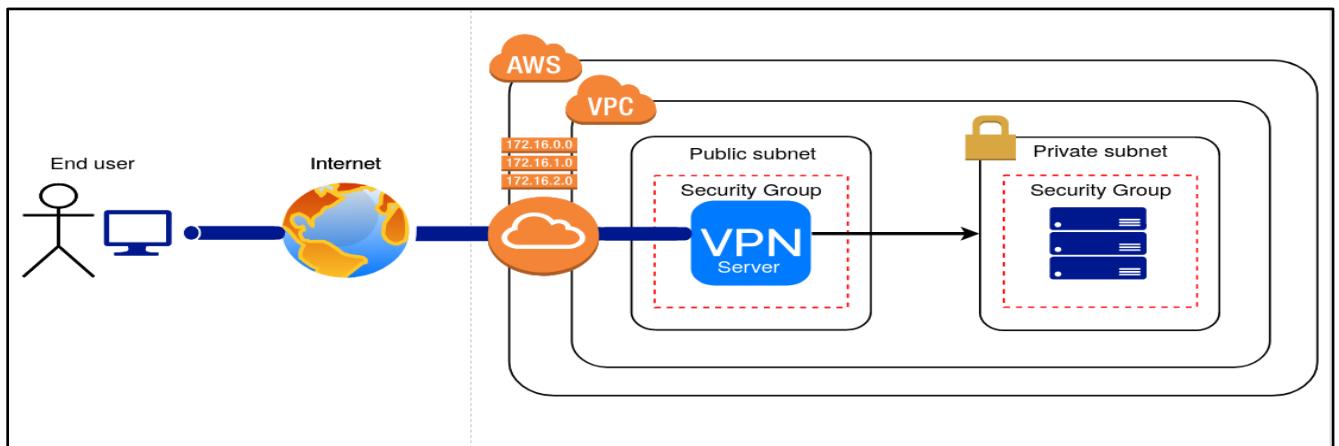 AWS
VPC
172.16.0.0
172.16.1.0
172.16.2.0
End user
Internet
Public subnet
Private subnet
Security Group
Security Group
VPN
Server